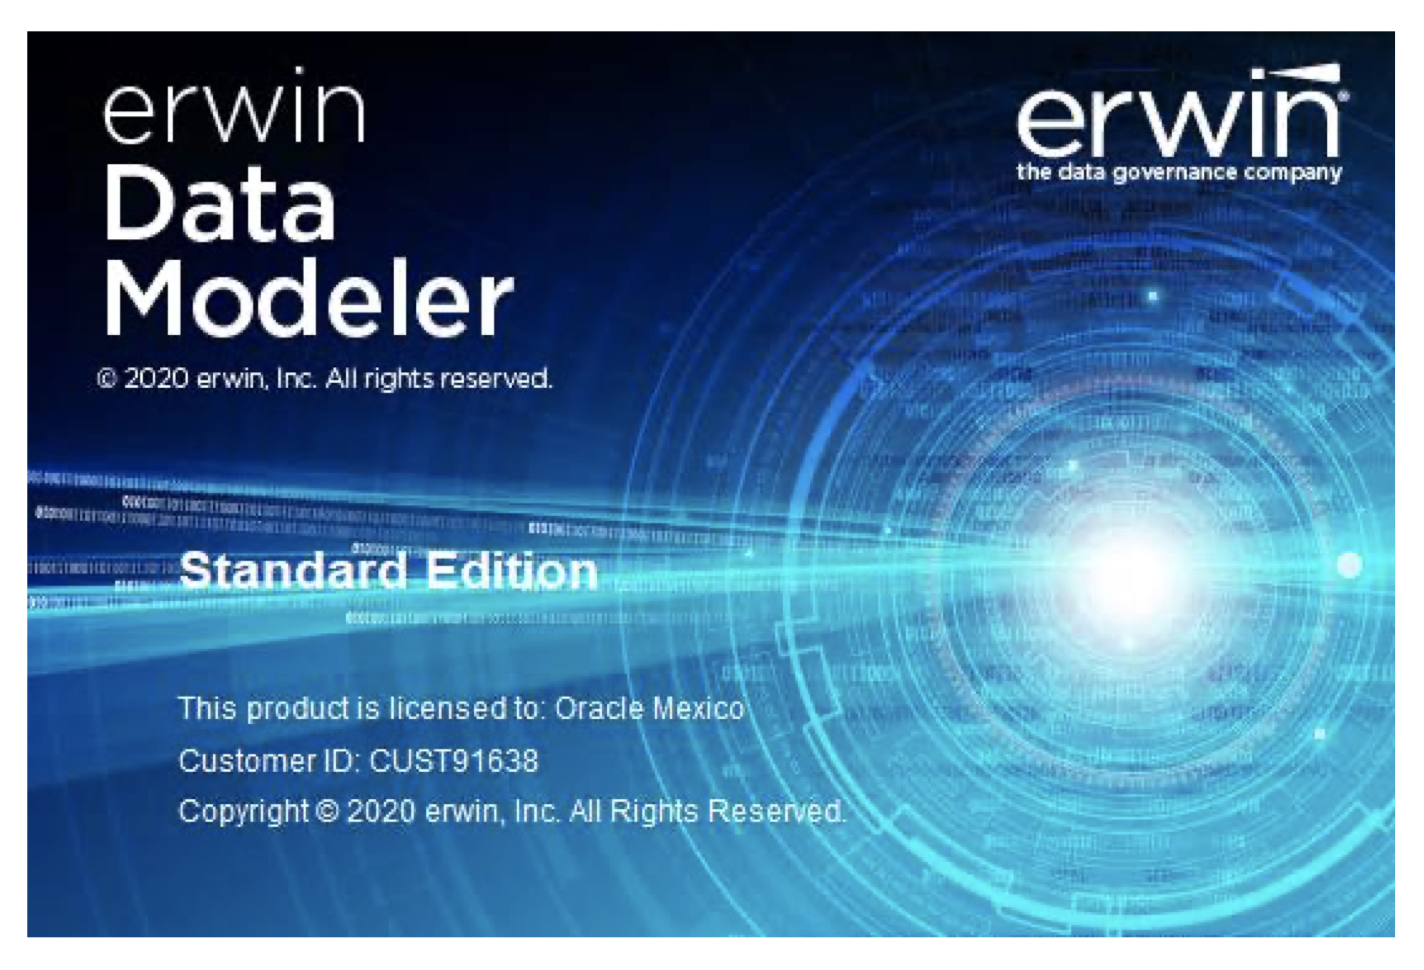 erwin
Data
Modeler
© 2020 erwin, Inc. All rights reserved.
erwin®
the data governance company
Standard Edition
This product is licensed to: Oracle Mexico
Customer ID: CUST91638
Copyright © 2020 erwin, Inc. All Rights Reserved.